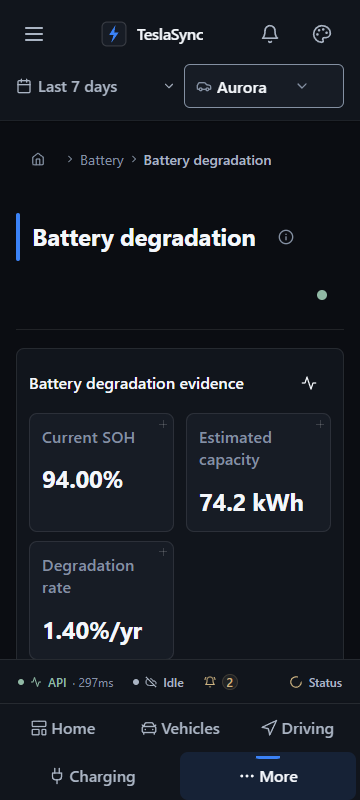 TeslaSync
Last 7 days
Aurora
Battery
Battery degradation
Battery degradation
Battery degradation evidence
Current SOH
94.00%
Estimated
capacity
74.2 kWh
Degradation
rate
1.40%/yr
API · 297ms
Idle
2
Status
Home
Vehicles
Driving
Charging
More